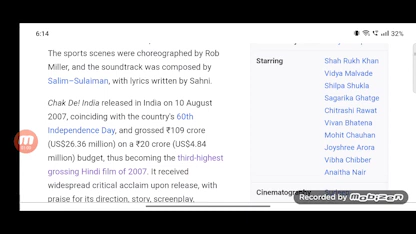 6:14
32%
The sports scenes were choreographed by Rob
Miller, and the soundtrack was composed by
Salim–Sulaiman, with lyrics written by Sahni.
Chak De! India released in India on 10 August
2007, coinciding with the country's 60th
Independence Day, and grossed ₹109 crore
(US$26.36 million) on a ₹20 crore (US$4.84
million) budget, thus becoming the third-highest
grossing Hindi film of 2007. It received
widespread critical acclaim upon release, with
praise for its direction, story, screenplay,
Starring
Shah Rukh Khan
Vidya Malvade
Shilpa Shukla
Sagarika Ghatge
Chitrashi Rawat
Vivan Bhatena
Mohit Chauhan
Joyshree Arora
Vibha Chibber
Anaitha Nair
Cinematography
Recorded by Mobizen